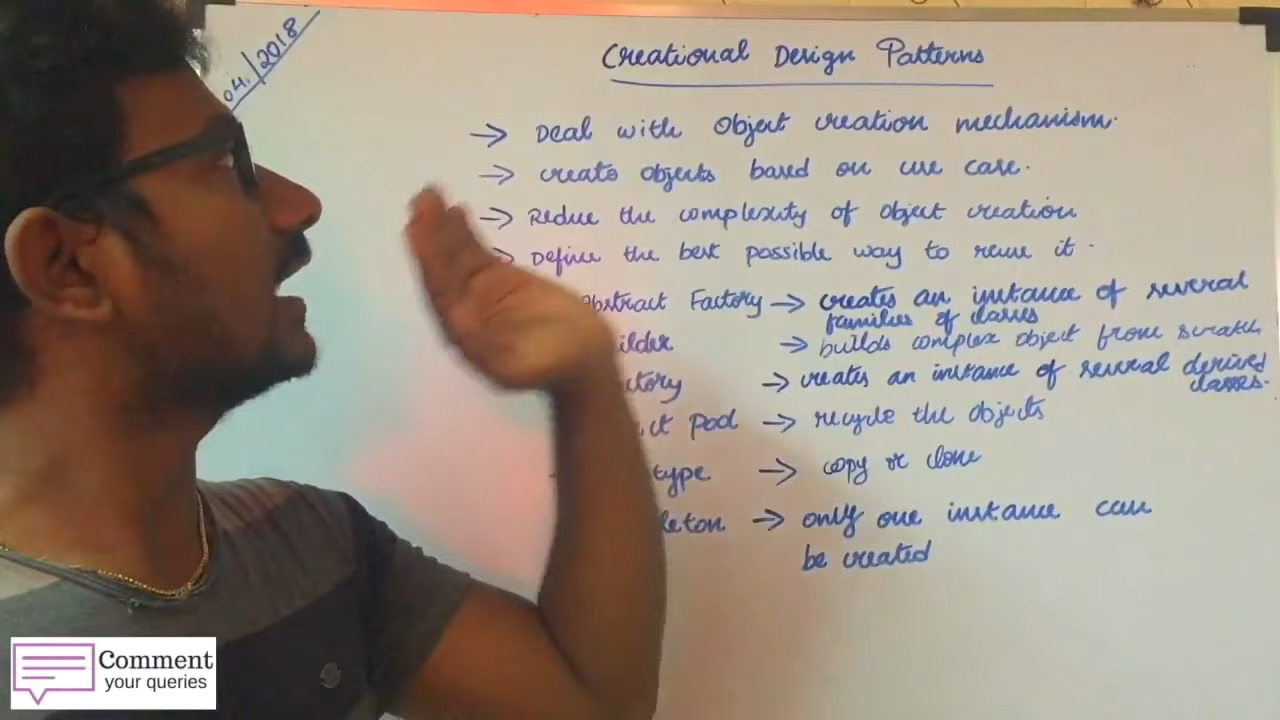 04./2018
Creational Design Patterns
→ Deal with Object creation mechanism.
→ create objects based on use case.
→ Reduce the complexity of object creation
→ Define the best possible way to reuse it.
Abstract Factory → creates an instance of several
families of classes
ilder → builds complex object from scratch
ctory → creates an instance of several derived
classes.
ct Pool → recycle the objects
type → copy or clone
leton → only one instance can
be created
Comment
your queries